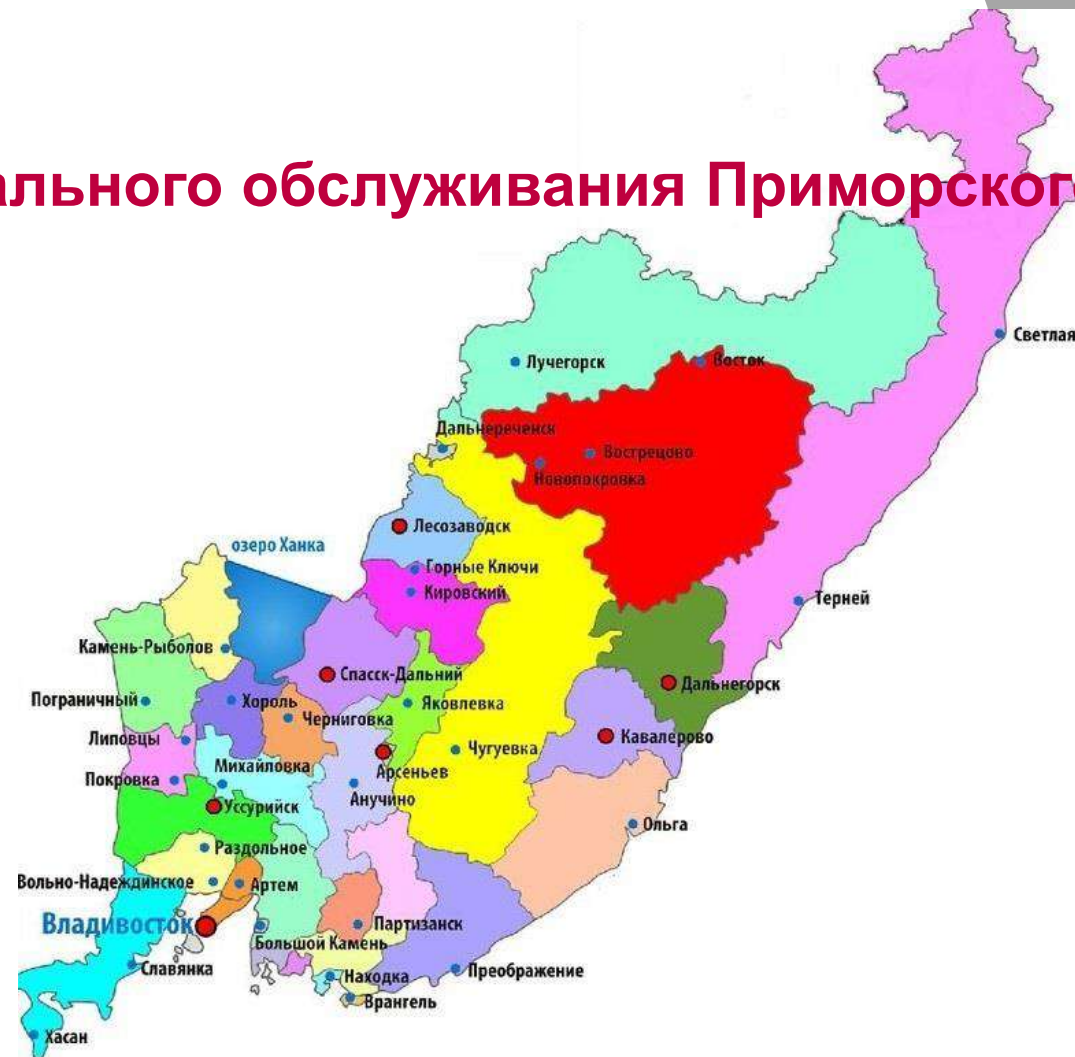 ального обслуживания Приморског
Светлая
Лучегорск
Восток
Дальнереченск
Вострецово
Новопокровка
Лесозаводск
озеро Ханка
Горные Ключи
Кировский
Терней
Камень-Рыболов
Спасск-Дальний
Дальнегорск
Пограничный
Хороль
Яковлевка
Черниговка
Липовцы
Кавалерово
Чугуевка
Михайловка
Арсеньев
Покровка
Анучино
Уссурийск
Ольга
Раздольное
Вольно-Надеждинское
Артем
Владивосток
Партизанск
Большой Камень
Славянка
Находка
Преображение
Врангель
Хасан